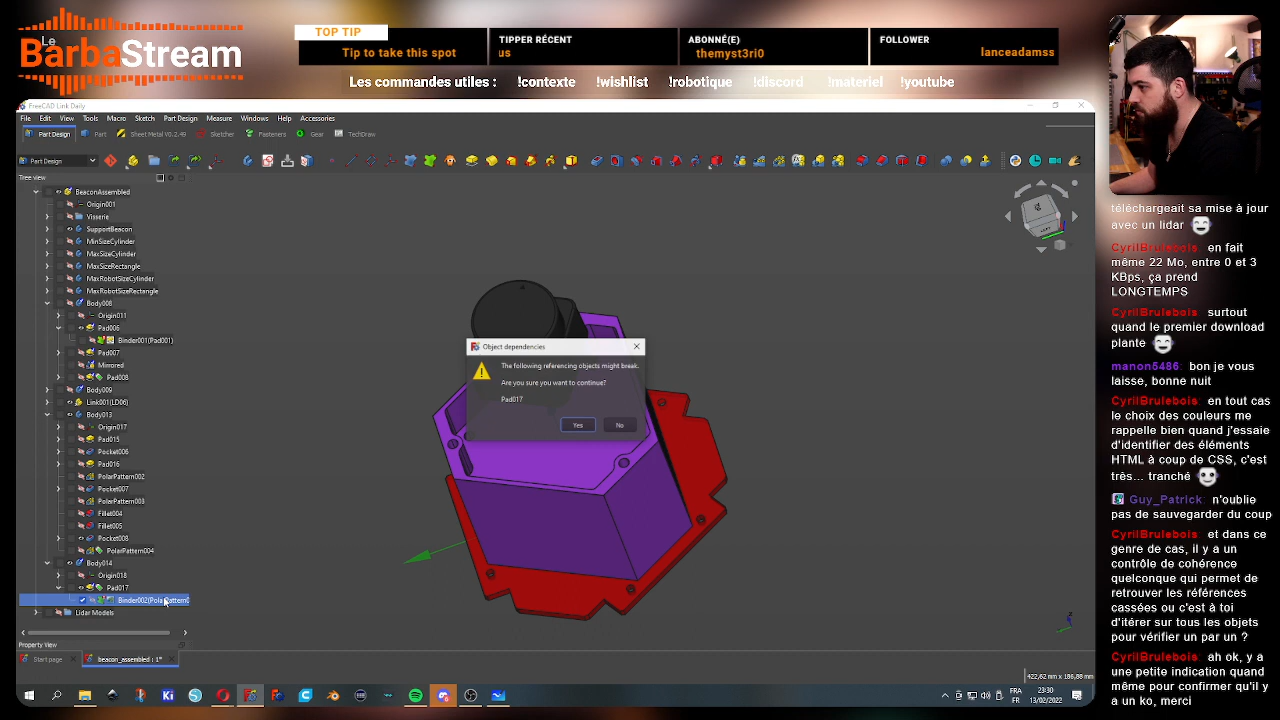 Le
BarbaStream
TOP TIP
Tip to take this spot
TIPPER RÉCENT
us
ABONNÉ(E)
themyst3ri0
FOLLOWER
lanceadamss
Les commandes utiles : !contexte !wishlist !robotique !discord !materiel !youtube
FreeCAD Link Daily
File Edit View Tools Macro Sketch Part Design Measure Windows Help Accessories
Part Design Part Sheet Metal V0.2.49 Sketcher Fasteners Gear TechDraw
Part Design
Tree view
BeaconAssembled
Origin001
Visserie
SupportBeacon
MinSizeCylinder
MaxSizeCylinder
MaxSizeRectangle
MaxRobotSizeCylinder
MaxRobotSizeRectangle
Body008
Origin011
Pad006
Binder001(Pad001)
Pad007
Mirrored
Pad008
Body009
Link001(LD06)
Body013
Origin017
Pad015
Pocket006
Pad016
PolarPattern002
Pocket007
PolarPattern003
Fillet004
Fillet005
Pocket008
PolarPattern004
Body014
Origin018
Pad017
Binder002(PolarPattern0
Lidar Models
Property View
Start page
beacon_assembled : 1*
Object dependencies
The following referencing objects might break.
Are you sure you want to continue?
Pad017
Yes No
422,62 mm x 186,88 mm
FRA
FR
23:30
13/02/2022
téléchargeait sa mise à jour
avec un lidar
CyrilBrulebois: en fait
même 22 Mo, entre 0 et 3
KBps, ça prend
LONGTEMPS
CyrilBrulebois: surtout
quand le premier download
plante
manon5486: bon je vous
laisse, bonne nuit
CyrilBrulebois: en tout cas
le choix des couleurs me
rappelle rien quand j'essaie
d'identifier des éléments
HTML à coup de CSS, c'est
très... tranché
Guy_Patrick: n'oublie
pas de sauvegarder du coup
CyrilBrulebois: et dans ce
genre de cas, il y a un
contrôle de cohérence
quelconque qui permet de
retrouver les références
cassées ou c'est à toi
d'itérer sur tous les objets
pour vérifier un par un ?
CyrilBrulebois: ah ok, y a
une petite indication quand
même pour confirmer qu'il y
a un ko, merci